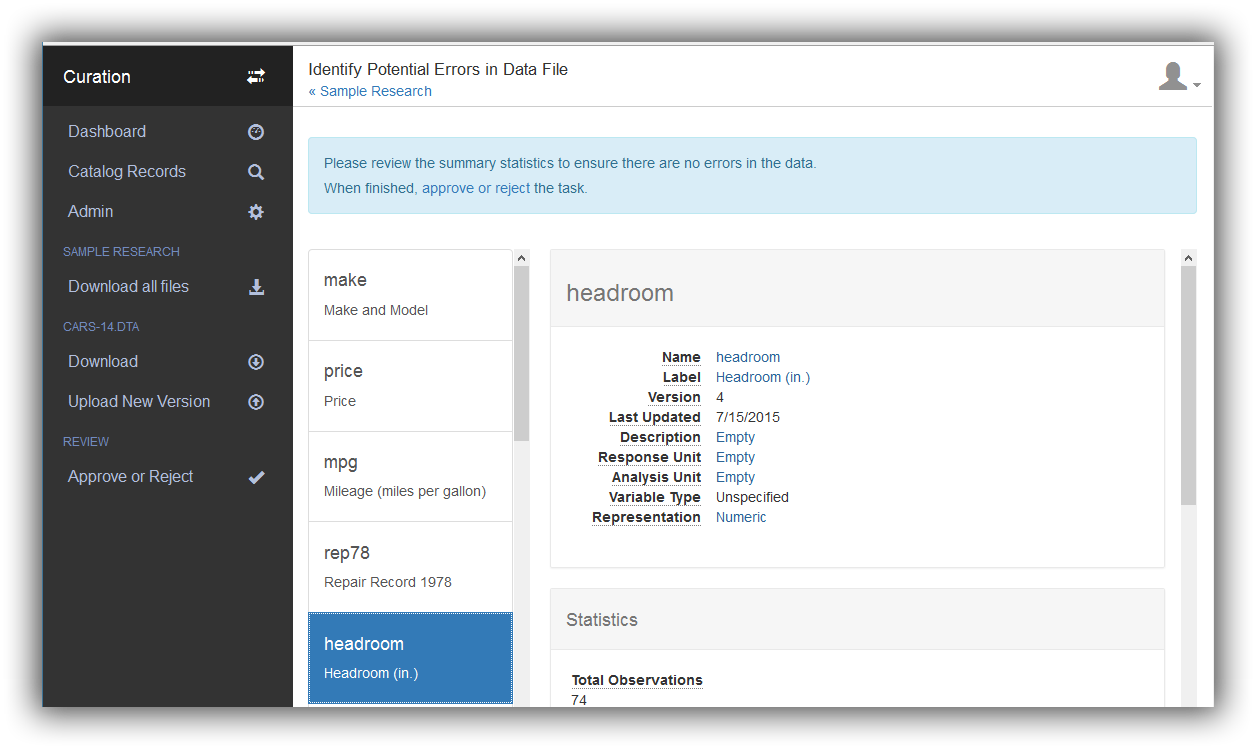 Curation
Dashboard
Catalog Records
Admin
SAMPLE RESEARCH
Download all files
CARS-14.DTA
Download
Upload New Version
REVIEW
Approve or Reject
Identify Potential Errors in Data File
« Sample Research
Please review the summary statistics to ensure there are no errors in the data.
When finished, approve or reject the task.
make
Make and Model
price
Price
mpg
Mileage (miles per gallon)
rep78
Repair Record 1978
headroom
Headroom (in.)
headroom
Name headroom
Label Headroom (in.)
Version 4
Last Updated 7/15/2015
Description Empty
Response Unit Empty
Analysis Unit Empty
Variable Type Unspecified
Representation Numeric
Statistics
Total Observations
74